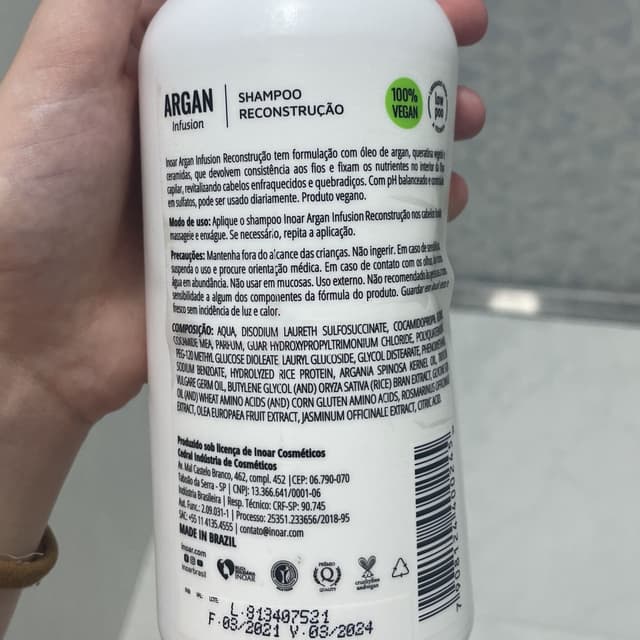 ARGAN
Infusion
SHAMPOO
RECONSTRUÇÃO
100%
VEGAN
low
poo
Inoar Argan Infusion Reconstrução tem formulação com óleo de argan, queratina vegetal e
ceramidas, que devolvem consistência aos fios e fixam os nutrientes no interior da fibra
capilar, revitalizando cabelos enfraquecidos e quebradiços. Com pH balanceado e
sem sulfatos, pode ser usado diariamente. Produto vegano.
Modo de uso: Aplique o shampoo Inoar Argan Infusion Reconstrução nos cabelos
massageie e enxágue. Se necessário, repita a aplicação.
Precauções: Mantenha fora do alcance das crianças. Não ingerir. Em caso de
suspenda o uso e procure orientação médica. Em caso de contato com os olhos,
água em abundância. Não usar em mucosas. Uso externo. Não recomendado
sensibilidade a algum dos componentes da fórmula do produto. Guardar em
fresco sem incidência de luz e calor.
COMPOSIÇÃO: AQUA, DISODIUM LAURETH SULFOSUCCINATE, COCAMIDOPROPYL
COCAMIDE MEA, PARFUM, GUAR HYDROXYPROPYLTRIMONIUM CHLORIDE,
PEG-120 METHYL GLUCOSE DIOLEATE, LAURYL GLUCOSIDE, GLYCOL DISTEARATE,
SODIUM BENZOATE, HYDROLYZED RICE PROTEIN, ARGANIA SPINOSA KERNEL OIL,
VULGARE GERM OIL, BUTYLENE GLYCOL (AND) ORYZA SATIVA (RICE) BRAN EXTRACT,
OIL (AND) WHEAT AMINO ACIDS (AND) CORN GLUTEN AMINO ACIDS, ROSMARINUS
EXTRACT, OLEA EUROPAEA FRUIT EXTRACT, JASMINUM OFFICINALE EXTRACT, CITRIC ACID.
Produzido sob licença de Inoar Cosméticos
Cedral Indústria de Cosméticos
Av. Mal Castelo Branco, 462, compl. 452 | CEP: 06.790-070
Taboão da Serra - SP | CNPJ: 13.366.641/0001-06
Indústria Brasileira | Resp. Técnico: CRF-SP: 90.745
Aut. Func.: 2.09.031-1 | Processo: 25351.233656/2018-95
SAC: +55 11 4135.4555 | contato@inoar.com
MADE IN BRAZIL
inoar.com
inoarbrasil
INOAR
QUALITY
FAB VAL LOTE
L.913407521
F.03/2021 V.03/2024